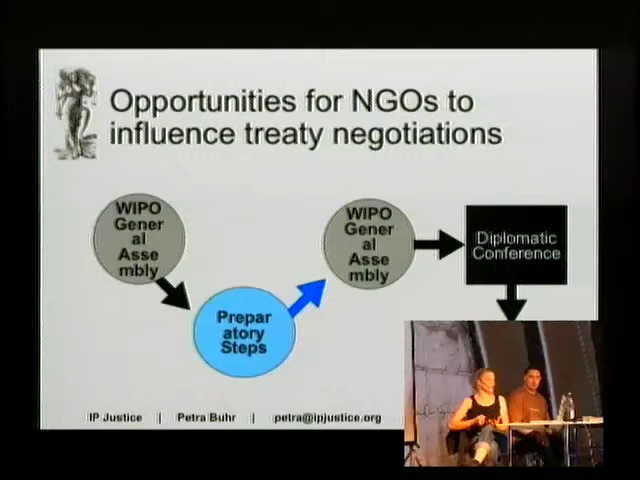 Opportunities for NGOs to
influence treaty negotiations
WIPO
Gener
al
Asse
mbly
WIPO
Gener
al
Asse
mbly
Diplomatic
Conference
Prepar
atory
Steps
IP Justice | Petra Buhr | petra@ipjustice.org